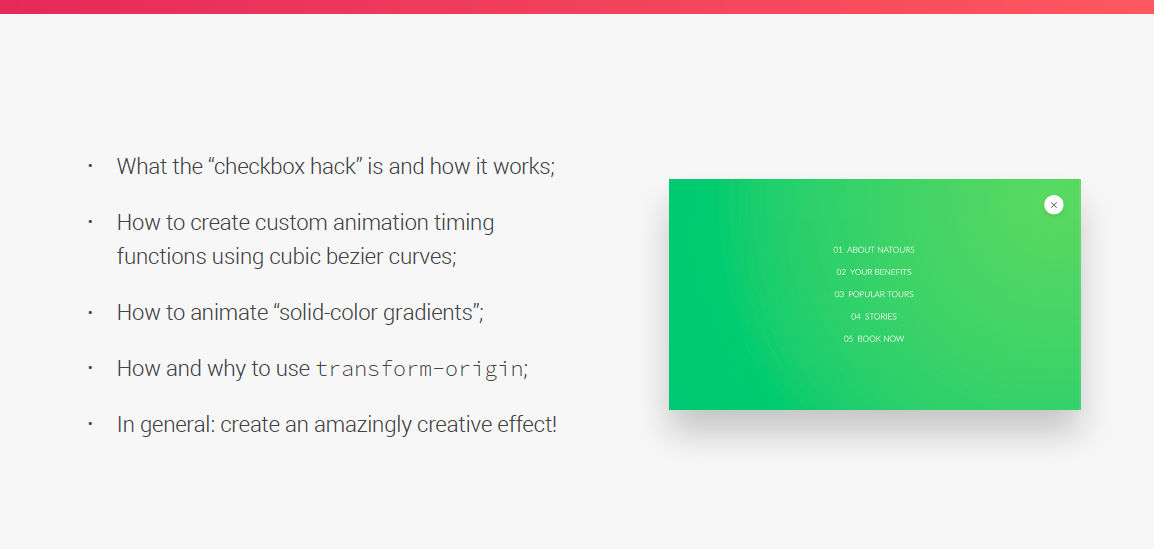 What the “checkbox hack” is and how it works;
How to create custom animation timing
functions using cubic bezier curves;
How to animate “solid-color gradients”;
How and why to use transform-origin;
In general: create an amazingly creative effect!
01 ABOUT NATOURS
02 YOUR BENEFITS
03 POPULAR TOURS
04 STORIES
05 BOOK NOW